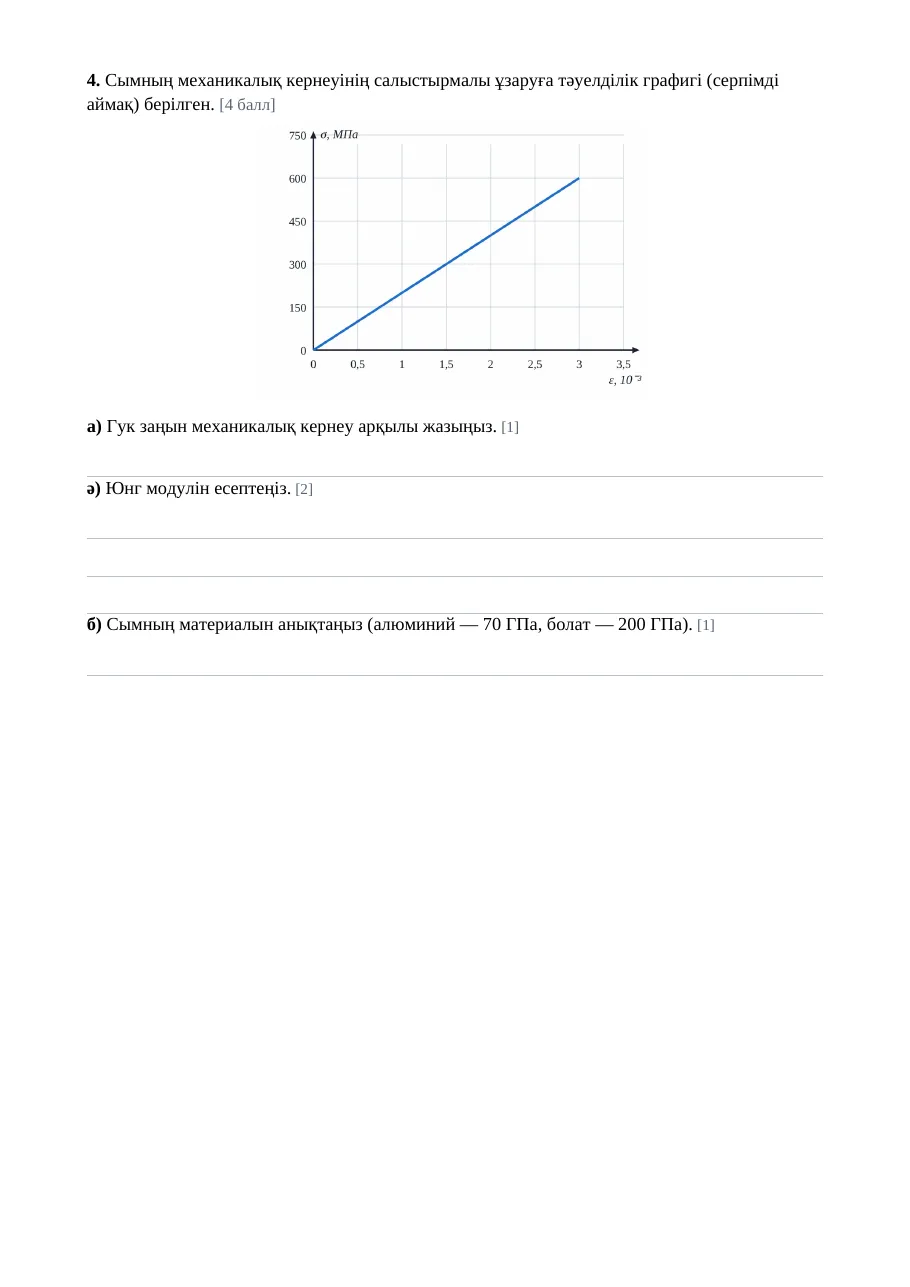 4. Сымның механикалық кернеуінің салыстырмалы ұзаруға тәуелділік графигі (серпімді
аймақ) берілген. [4 балл]
σ, МПа
750
600
450
300
150
0
0 0,5 1 1,5 2 2,5 3 3,5
ε, 10⁻³
а) Гук заңын механикалық кернеу арқылы жазыңыз. [1]
ә) Юнг модулін есептеңіз. [2]
б) Сымның материалын анықтаңыз (алюминий — 70 ГПа, болат — 200 ГПа). [1]